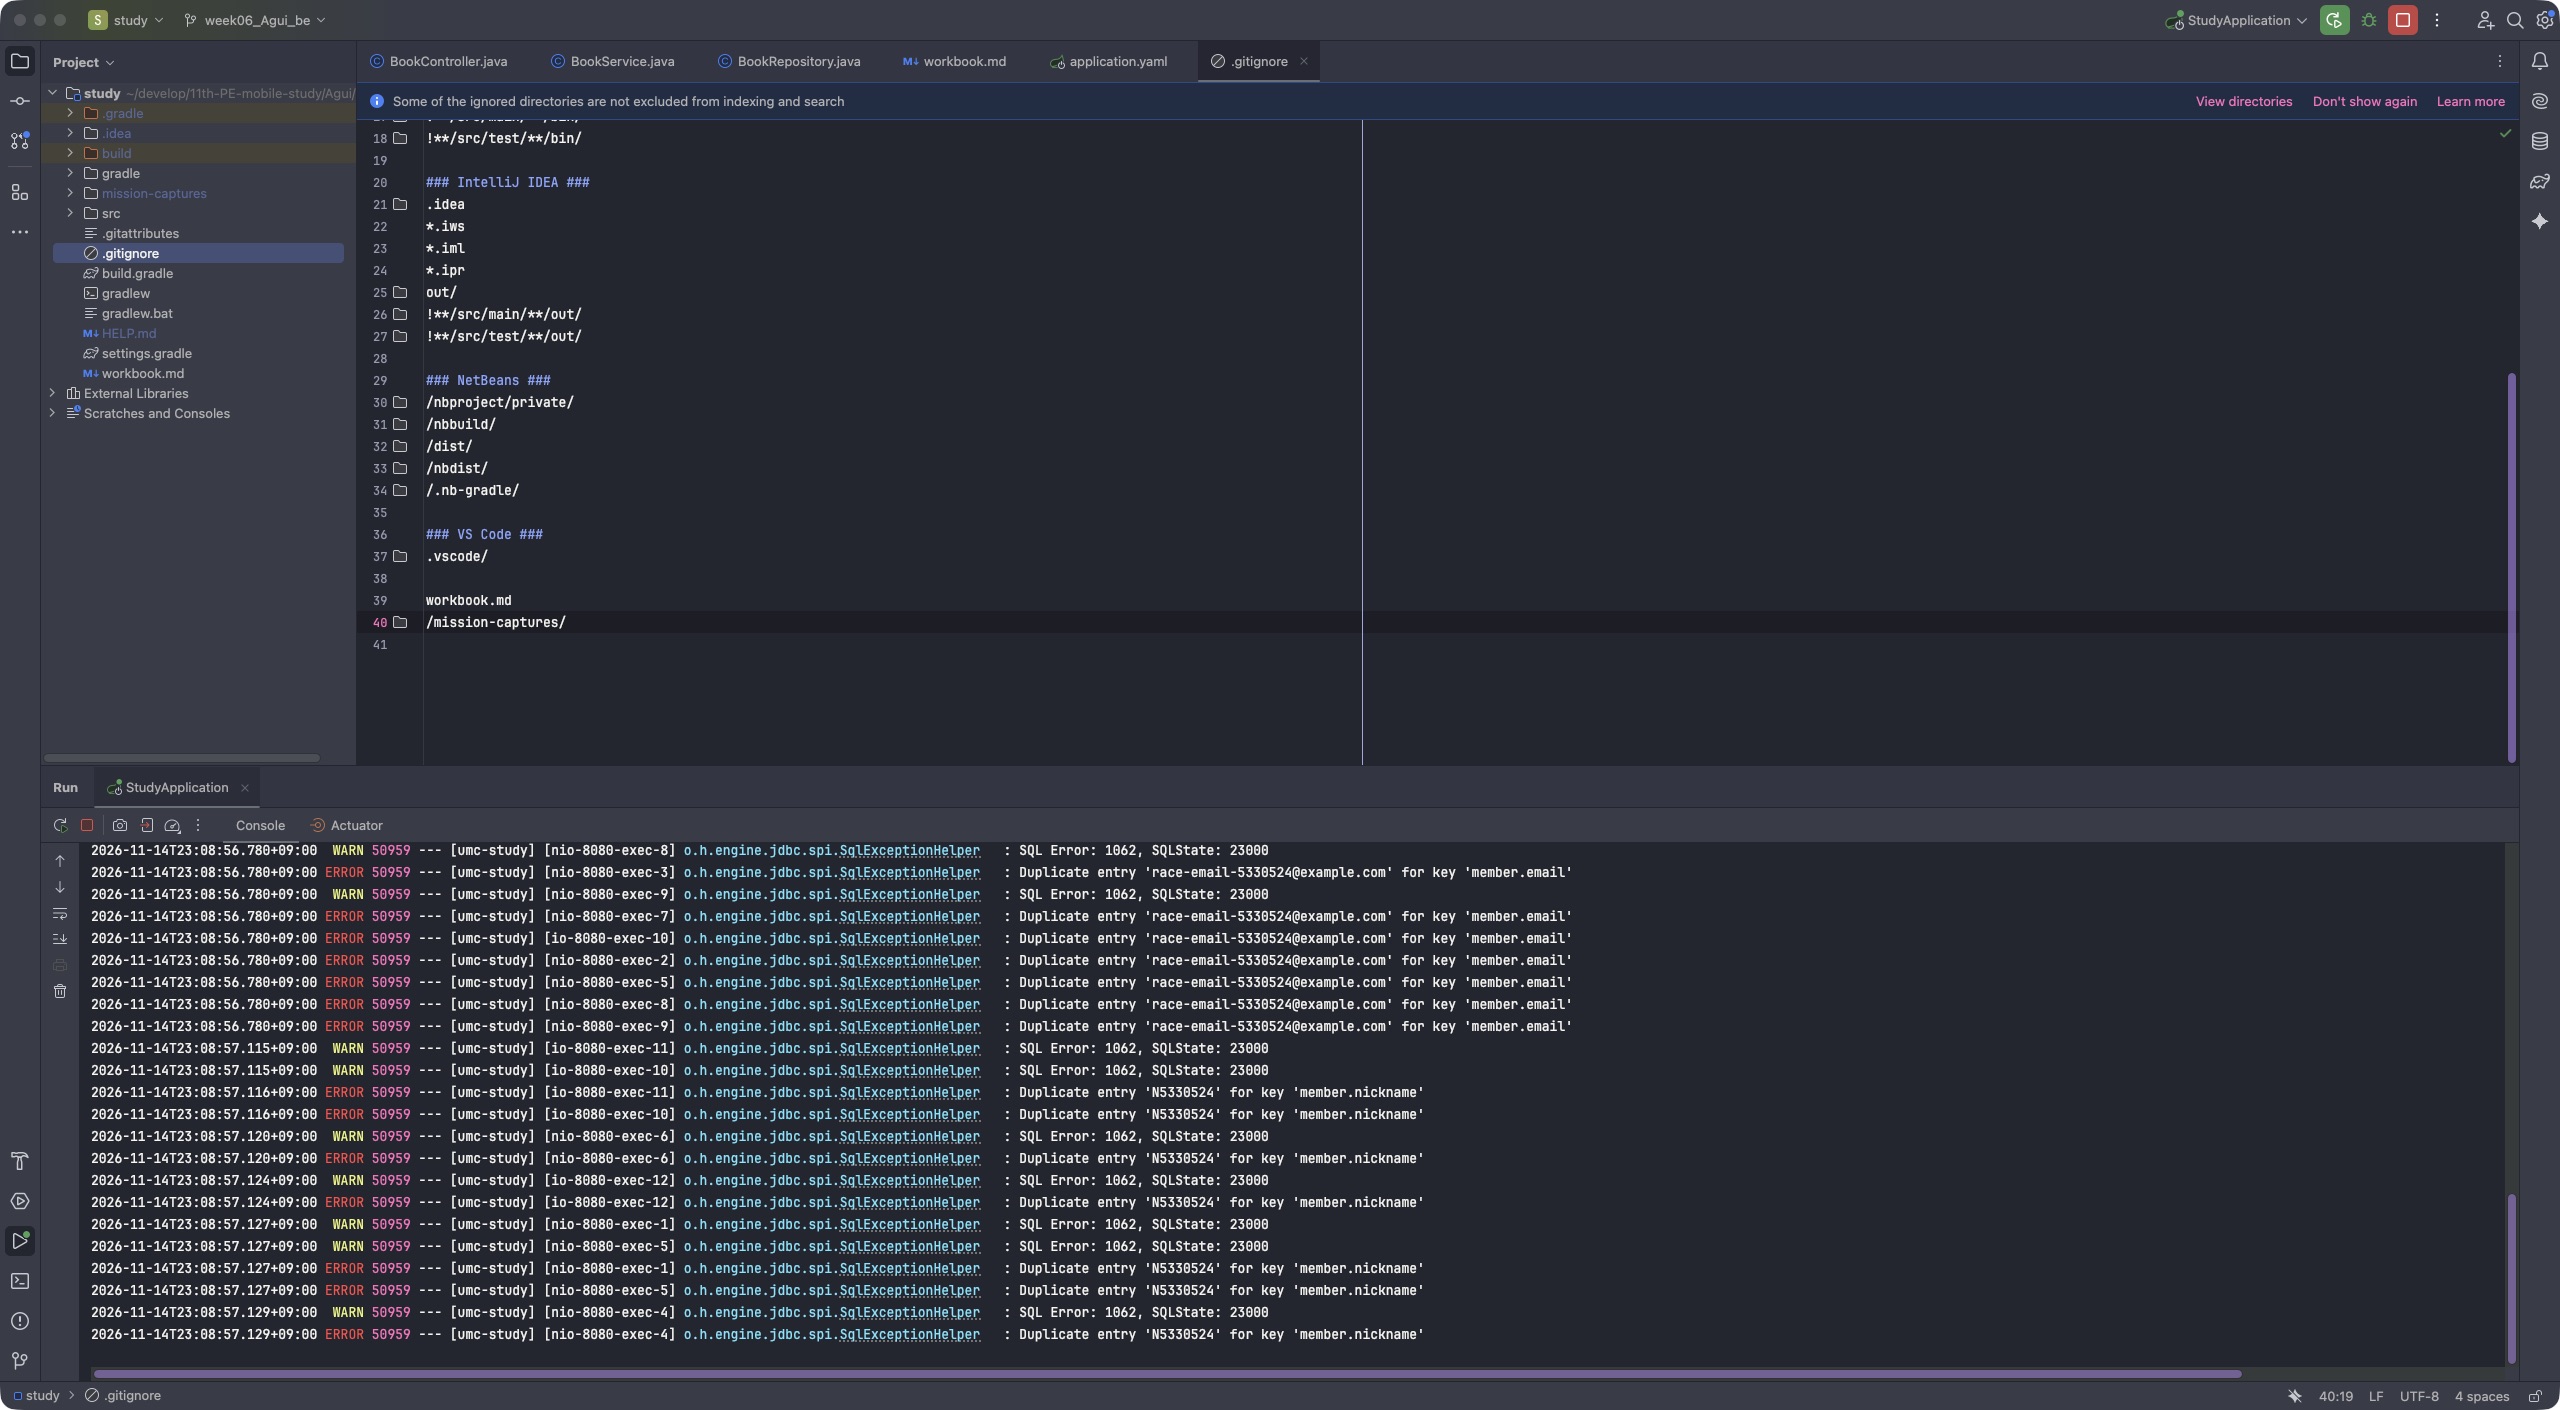 S study week06_Agui_be StudyApplication
Project
study ~/develop/11th-PE-mobile-study/Agui/
.gradle
.idea
build
gradle
mission-captures
src
.gitattributes
.gitignore
build.gradle
gradlew
gradlew.bat
M↓ HELP.md
settings.gradle
M↓ workbook.md
External Libraries
Scratches and Consoles
BookController.java BookService.java BookRepository.java M↓ workbook.md application.yaml .gitignore
Some of the ignored directories are not excluded from indexing and search View directories Don't show again Learn more
18 !**/src/test/**/bin/
19
20 ### IntelliJ IDEA ###
21 .idea
22 *.iws
23 *.iml
24 *.ipr
25 out/
26 !**/src/main/**/out/
27 !**/src/test/**/out/
28
29 ### NetBeans ###
30 /nbproject/private/
31 /nbbuild/
32 /dist/
33 /nbdist/
34 /.nb-gradle/
35
36 ### VS Code ###
37 .vscode/
38
39 workbook.md
40 /mission-captures/
41
Run StudyApplication
Console Actuator
2026-11-14T23:08:56.780+09:00  WARN 50959 --- [umc-study] [nio-8080-exec-8] o.h.engine.jdbc.spi.SqlExceptionHelper   : SQL Error: 1062, SQLState: 23000
2026-11-14T23:08:56.780+09:00 ERROR 50959 --- [umc-study] [nio-8080-exec-3] o.h.engine.jdbc.spi.SqlExceptionHelper   : Duplicate entry 'race-email-5330524@example.com' for key 'member.email'
2026-11-14T23:08:56.780+09:00  WARN 50959 --- [umc-study] [nio-8080-exec-9] o.h.engine.jdbc.spi.SqlExceptionHelper   : SQL Error: 1062, SQLState: 23000
2026-11-14T23:08:56.780+09:00 ERROR 50959 --- [umc-study] [nio-8080-exec-7] o.h.engine.jdbc.spi.SqlExceptionHelper   : Duplicate entry 'race-email-5330524@example.com' for key 'member.email'
2026-11-14T23:08:56.780+09:00 ERROR 50959 --- [umc-study] [io-8080-exec-10] o.h.engine.jdbc.spi.SqlExceptionHelper   : Duplicate entry 'race-email-5330524@example.com' for key 'member.email'
2026-11-14T23:08:56.780+09:00 ERROR 50959 --- [umc-study] [nio-8080-exec-2] o.h.engine.jdbc.spi.SqlExceptionHelper   : Duplicate entry 'race-email-5330524@example.com' for key 'member.email'
2026-11-14T23:08:56.780+09:00 ERROR 50959 --- [umc-study] [nio-8080-exec-5] o.h.engine.jdbc.spi.SqlExceptionHelper   : Duplicate entry 'race-email-5330524@example.com' for key 'member.email'
2026-11-14T23:08:56.780+09:00 ERROR 50959 --- [umc-study] [nio-8080-exec-8] o.h.engine.jdbc.spi.SqlExceptionHelper   : Duplicate entry 'race-email-5330524@example.com' for key 'member.email'
2026-11-14T23:08:56.780+09:00 ERROR 50959 --- [umc-study] [nio-8080-exec-9] o.h.engine.jdbc.spi.SqlExceptionHelper   : Duplicate entry 'race-email-5330524@example.com' for key 'member.email'
2026-11-14T23:08:57.115+09:00  WARN 50959 --- [umc-study] [io-8080-exec-11] o.h.engine.jdbc.spi.SqlExceptionHelper   : SQL Error: 1062, SQLState: 23000
2026-11-14T23:08:57.115+09:00  WARN 50959 --- [umc-study] [io-8080-exec-10] o.h.engine.jdbc.spi.SqlExceptionHelper   : SQL Error: 1062, SQLState: 23000
2026-11-14T23:08:57.116+09:00 ERROR 50959 --- [umc-study] [io-8080-exec-11] o.h.engine.jdbc.spi.SqlExceptionHelper   : Duplicate entry 'N5330524' for key 'member.nickname'
2026-11-14T23:08:57.116+09:00 ERROR 50959 --- [umc-study] [io-8080-exec-10] o.h.engine.jdbc.spi.SqlExceptionHelper   : Duplicate entry 'N5330524' for key 'member.nickname'
2026-11-14T23:08:57.120+09:00  WARN 50959 --- [umc-study] [nio-8080-exec-6] o.h.engine.jdbc.spi.SqlExceptionHelper   : SQL Error: 1062, SQLState: 23000
2026-11-14T23:08:57.120+09:00 ERROR 50959 --- [umc-study] [nio-8080-exec-6] o.h.engine.jdbc.spi.SqlExceptionHelper   : Duplicate entry 'N5330524' for key 'member.nickname'
2026-11-14T23:08:57.124+09:00  WARN 50959 --- [umc-study] [io-8080-exec-12] o.h.engine.jdbc.spi.SqlExceptionHelper   : SQL Error: 1062, SQLState: 23000
2026-11-14T23:08:57.124+09:00 ERROR 50959 --- [umc-study] [io-8080-exec-12] o.h.engine.jdbc.spi.SqlExceptionHelper   : Duplicate entry 'N5330524' for key 'member.nickname'
2026-11-14T23:08:57.127+09:00  WARN 50959 --- [umc-study] [nio-8080-exec-1] o.h.engine.jdbc.spi.SqlExceptionHelper   : SQL Error: 1062, SQLState: 23000
2026-11-14T23:08:57.127+09:00  WARN 50959 --- [umc-study] [nio-8080-exec-5] o.h.engine.jdbc.spi.SqlExceptionHelper   : SQL Error: 1062, SQLState: 23000
2026-11-14T23:08:57.127+09:00 ERROR 50959 --- [umc-study] [nio-8080-exec-1] o.h.engine.jdbc.spi.SqlExceptionHelper   : Duplicate entry 'N5330524' for key 'member.nickname'
2026-11-14T23:08:57.127+09:00 ERROR 50959 --- [umc-study] [nio-8080-exec-5] o.h.engine.jdbc.spi.SqlExceptionHelper   : Duplicate entry 'N5330524' for key 'member.nickname'
2026-11-14T23:08:57.129+09:00  WARN 50959 --- [umc-study] [nio-8080-exec-4] o.h.engine.jdbc.spi.SqlExceptionHelper   : SQL Error: 1062, SQLState: 23000
2026-11-14T23:08:57.129+09:00 ERROR 50959 --- [umc-study] [nio-8080-exec-4] o.h.engine.jdbc.spi.SqlExceptionHelper   : Duplicate entry 'N5330524' for key 'member.nickname'
study > .gitignore 40:19 LF UTF-8 4 spaces